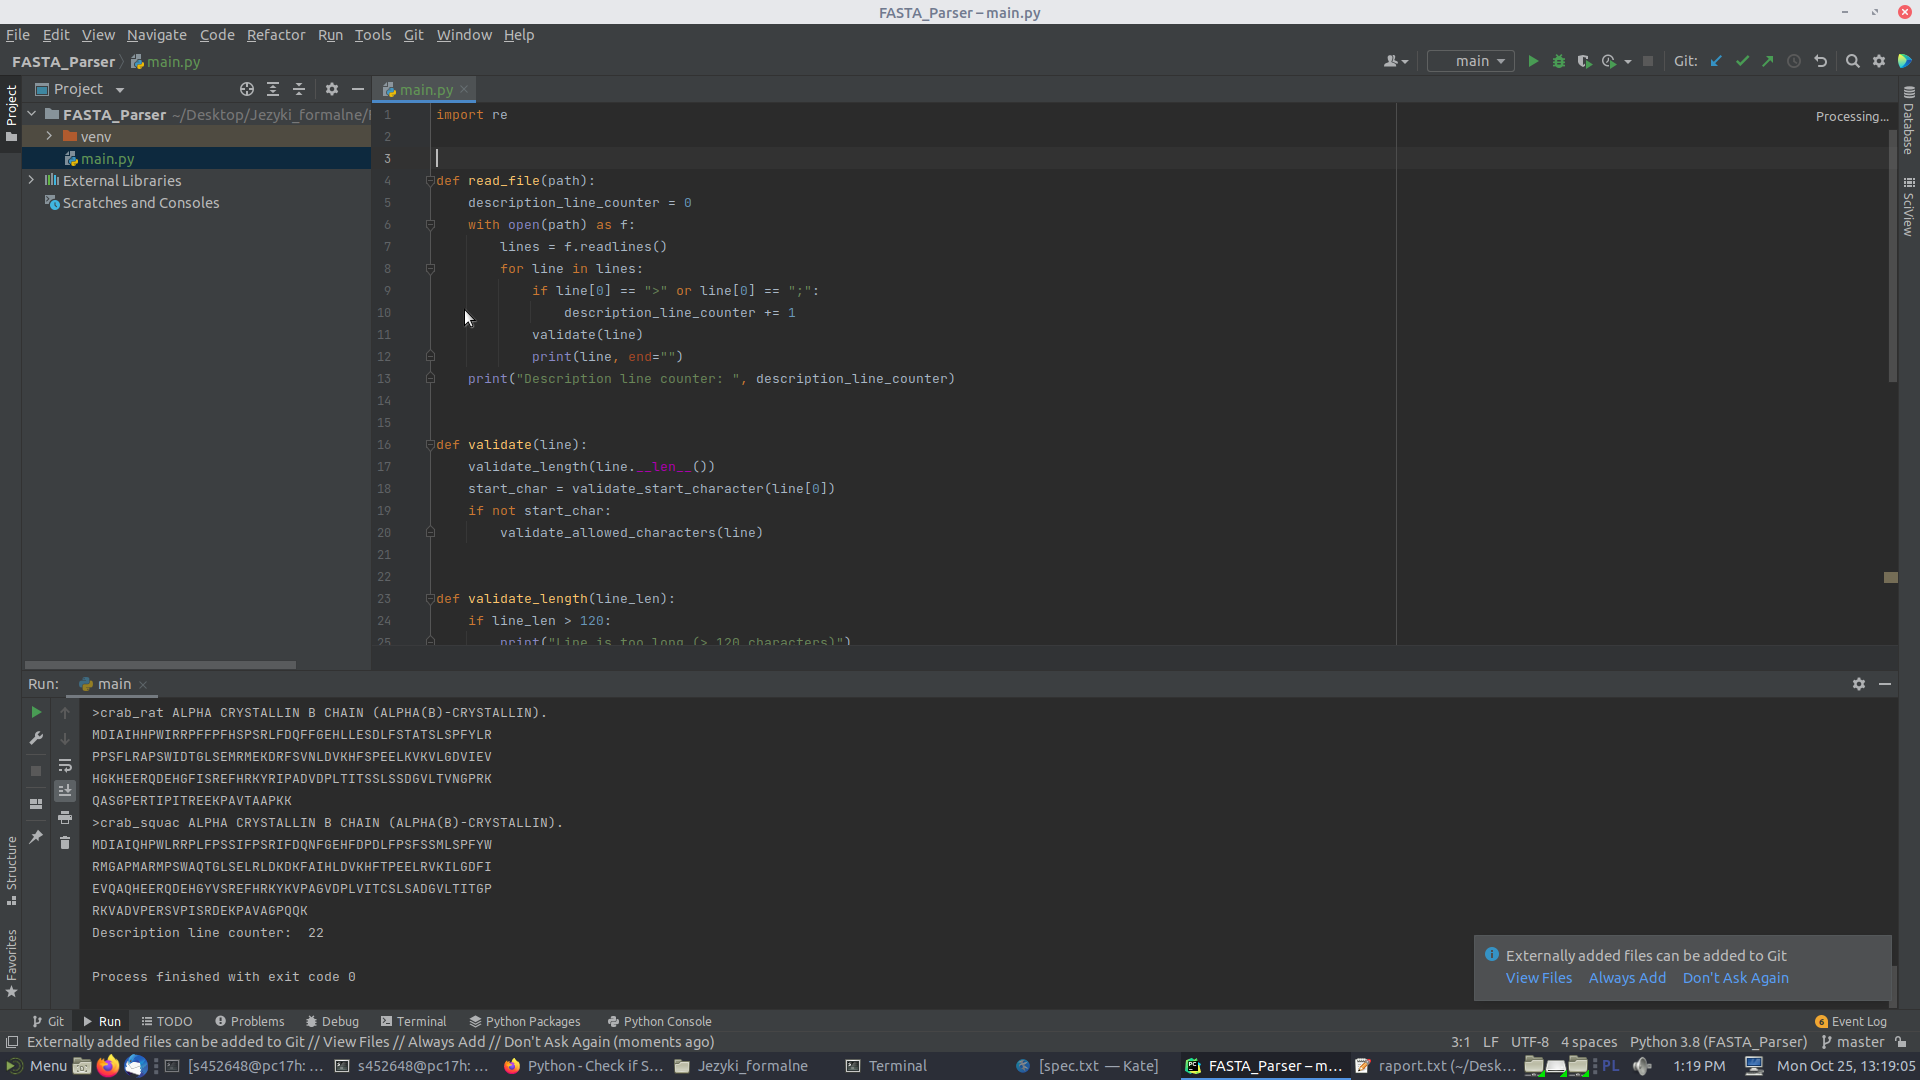 FASTA_Parser – main.py
File Edit View Navigate Code Refactor Run Tools Git Window Help
FASTA_Parser main.py
main
Git:
Project
main.py
Project
FASTA_Parser ~/Desktop/Jezyki_formalne/
venv
main.py
External Libraries
Scratches and Consoles
Processing...
Database
SciView
1 import re
2
3
4 def read_file(path):
5 description_line_counter = 0
6 with open(path) as f:
7 lines = f.readlines()
8 for line in lines:
9 if line[0] == ">" or line[0] == ";":
10 description_line_counter += 1
11 validate(line)
12 print(line, end="")
13 print("Description line counter: ", description_line_counter)
14
15
16 def validate(line):
17 validate_length(line.__len__())
18 start_char = validate_start_character(line[0])
19 if not start_char:
20 validate_allowed_characters(line)
21
22
23 def validate_length(line_len):
24 if line_len > 120:
25 print("Line is too long (> 120 characters)")
Run: main
>crab_rat ALPHA CRYSTALLIN B CHAIN (ALPHA(B)-CRYSTALLIN).
MDIAIHHPWIRRPFFPFHSPSRLFDQFFGEHLLESDLFSTATSLSPFYLR
PPSFLRAPSWIDTGLSEMRMEKDRFSVNLDVKHFSPEELKVKVLGDVIEV
HGKHEERQDEHGFISREFHRKYRIPADVDPLTITSSLSSDGVLTVNGPRK
QASGPERTIPITREEKPAVTAAPKK
>crab_squac ALPHA CRYSTALLIN B CHAIN (ALPHA(B)-CRYSTALLIN).
MDIAIQHPWLRRPLFPSSIFPSRIFDQNFGEHFDPDLFPSFSSMLSPFYW
RMGAPMARMPSWAQTGLSELRLDKDKFAIHLDVKHFTPEELRVKILGDFI
EVQAQHEERQDEHGYVSREFHRKYKVPAGVDPLVITCSLSADGVLTITGP
RKVADVPERSVPISRDEKPAVAGPQQK
Description line counter:  22
Process finished with exit code 0
Structure
Favorites
Externally added files can be added to Git
View Files Always Add Don't Ask Again
Git Run TODO Problems Debug Terminal Python Packages Python Console
6 Event Log
Externally added files can be added to Git // View Files // Always Add // Don't Ask Again (moments ago)
3:1 LF UTF-8 4 spaces Python 3.8 (FASTA_Parser) master
Menu [s452648@pc17h: ... s452648@pc17h: ... Python - Check if S... Jezyki_formalne Terminal [spec.txt — Kate] FASTA_Parser – m... raport.txt (~/Desk... PL 1:19 PM Mon Oct 25, 13:19:05